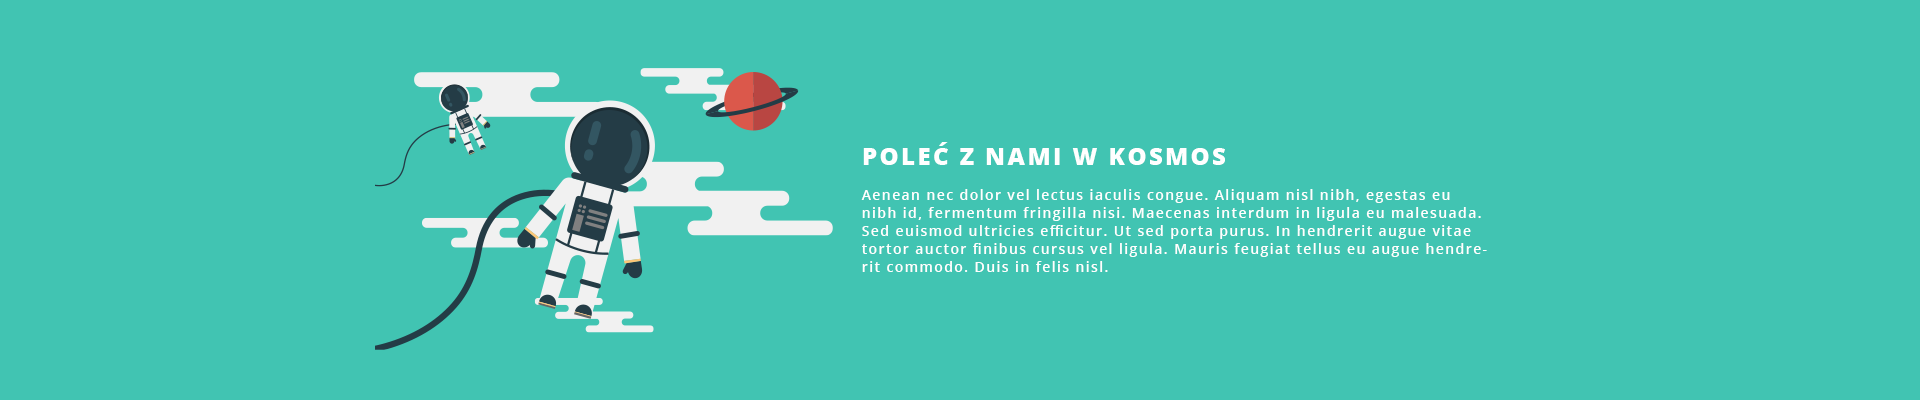 POLEĆ Z NAMI W KOSMOS
Aenean nec dolor vel lectus iaculis congue. Aliquam nisl nibh, egestas eu
nibh id, fermentum fringilla nisi. Maecenas interdum in ligula eu malesuada.
Sed euismod ultricies efficitur. Ut sed porta purus. In hendrerit augue vitae
tortor auctor finibus cursus vel ligula. Mauris feugiat tellus eu augue hendre-
rit commodo. Duis in felis nisl.